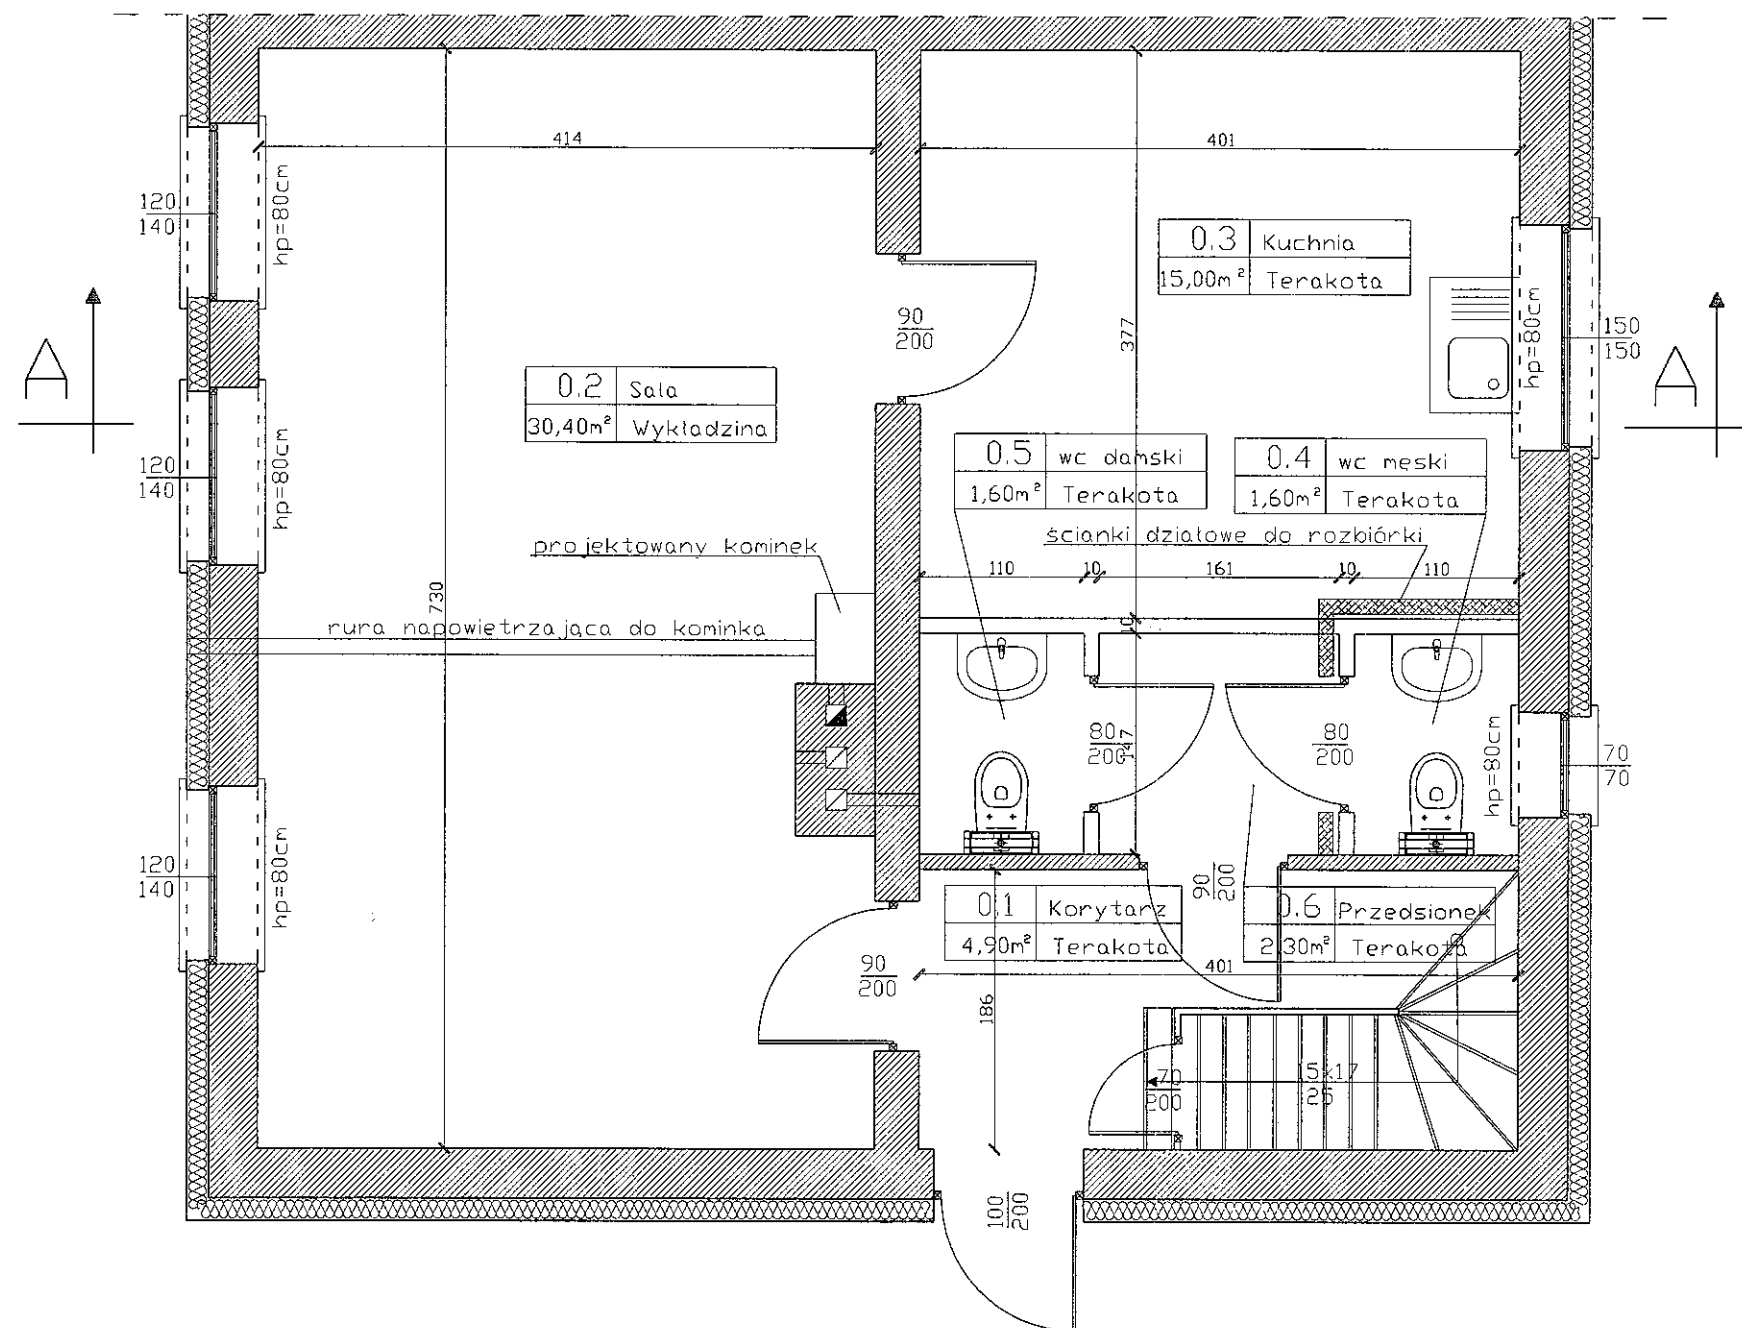 414
401
120
140
hp=80cm
0.3 Kuchnia
15,00m² Terakota
90
200
377
hp=80cm
150
150
A
A
0.2 Sala
30,40m² Wykładzina
120
140
hp=80cm
0.5 wc damski
1,60m² Terakota
0.4 wc męski
1,60m² Terakota
projektowany kominek
ścianki działowe do rozbiórki
110 10 161 10 110
730
rura napowietrzająca do kominka
10
80
200
147
80
200
hp=80cm
70
70
120
140
hp=80cm
90
200
0.1 Korytarz
4,90m² Terakota
0.6 Przedsionek
2.30m² Terakota
90
200
401
186
70
200
15x17
25
100
200